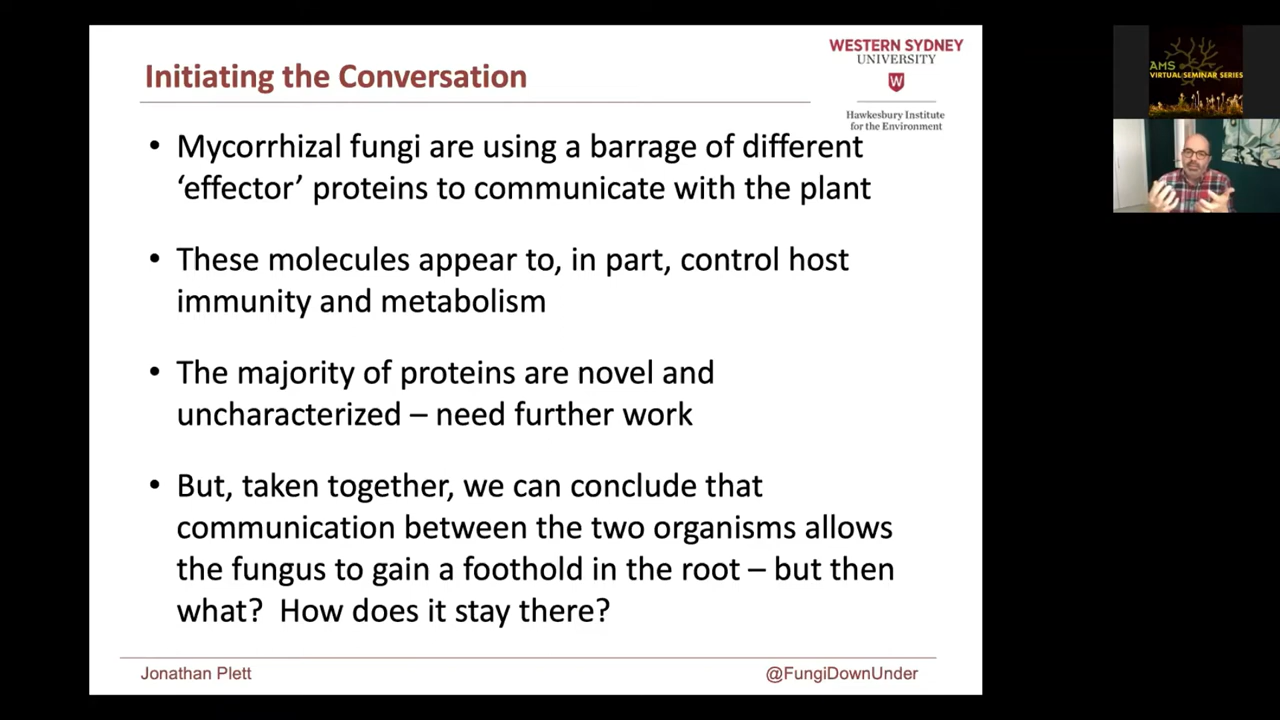 Initiating the Conversation
WESTERN SYDNEY
UNIVERSITY
W
Hawkesbury Institute
for the Environment
• Mycorrhizal fungi are using a barrage of different
‘effector’ proteins to communicate with the plant
• These molecules appear to, in part, control host
immunity and metabolism
• The majority of proteins are novel and
uncharacterized – need further work
• But, taken together, we can conclude that
communication between the two organisms allows
the fungus to gain a foothold in the root – but then
what?  How does it stay there?
Jonathan Plett
@FungiDownUnder
AMS
VIRTUAL SEMINAR SERIES